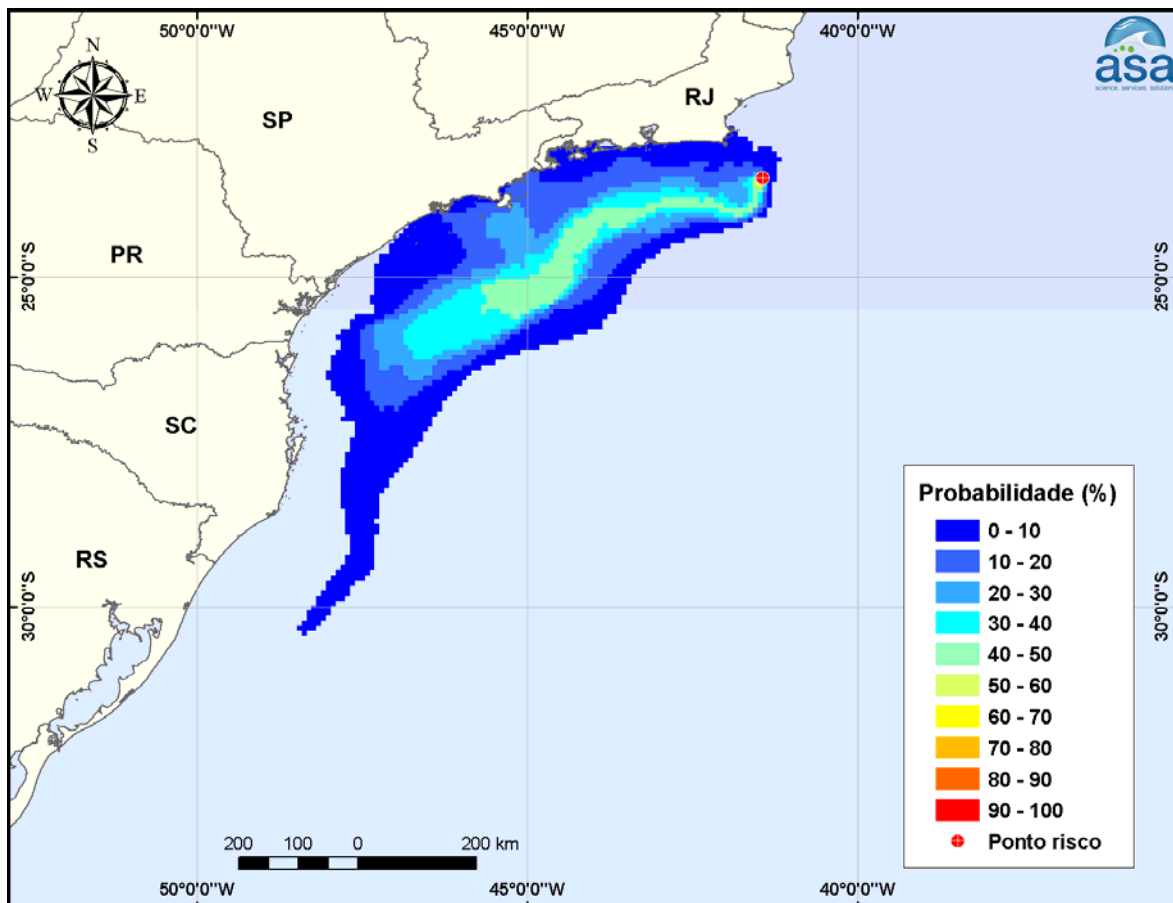 50°0'0"W 45°0'0"W 40°0'0"W
asa
science. services. solutions
N
W E
S
RJ
SP
PR
25°0'0"S 25°0'0"S
SC
RS
30°0'0"S 30°0'0"S
Probabilidade (%)
0 - 10
10 - 20
20 - 30
30 - 40
40 - 50
50 - 60
60 - 70
70 - 80
80 - 90
90 - 100
Ponto risco
200 100 0 200 km
50°0'0"W 45°0'0"W 40°0'0"W